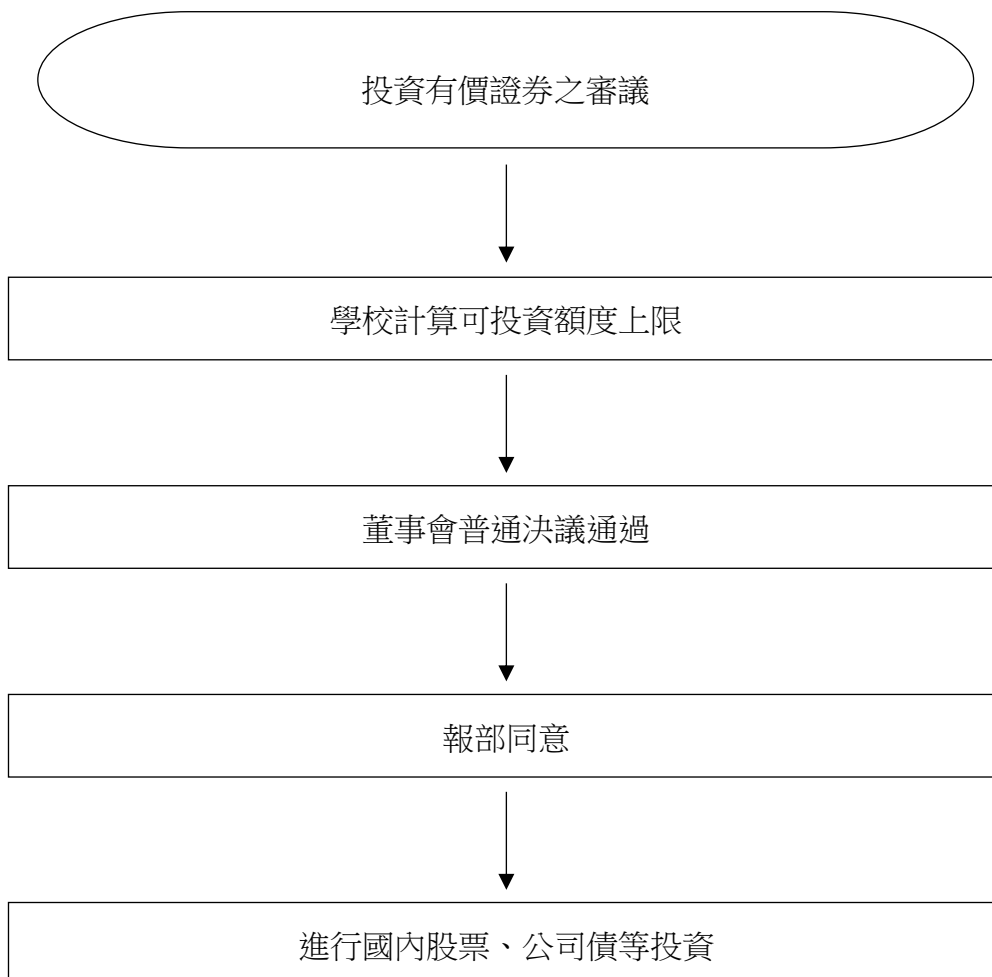 投資有價證券之審議
學校計算可投資額度上限
董事會普通決議通過
報部同意
進行國內股票、公司債等投資